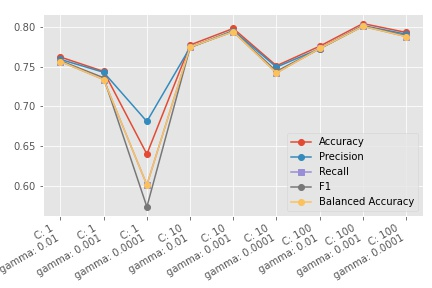 0.80
0.75
0.70
0.65
0.60
Accuracy
Precision
Recall
F1
Balanced Accuracy
C: 1
gamma: 0.01
C: 1
gamma: 0.001
C: 1
gamma: 0.0001
C: 10
gamma: 0.01
C: 10
gamma: 0.001
C: 10
gamma: 0.0001
C: 100
gamma: 0.01
C: 100
gamma: 0.001
C: 100
gamma: 0.0001